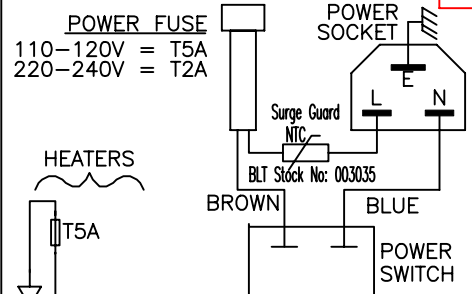 POWER FUSE
110-120V = T5A
220-240V = T2A
POWER
SOCKET
E
L
N
Surge Guard
NTC
BLT Stock No: 003035
HEATERS
T5A
BROWN
BLUE
POWER
SWITCH